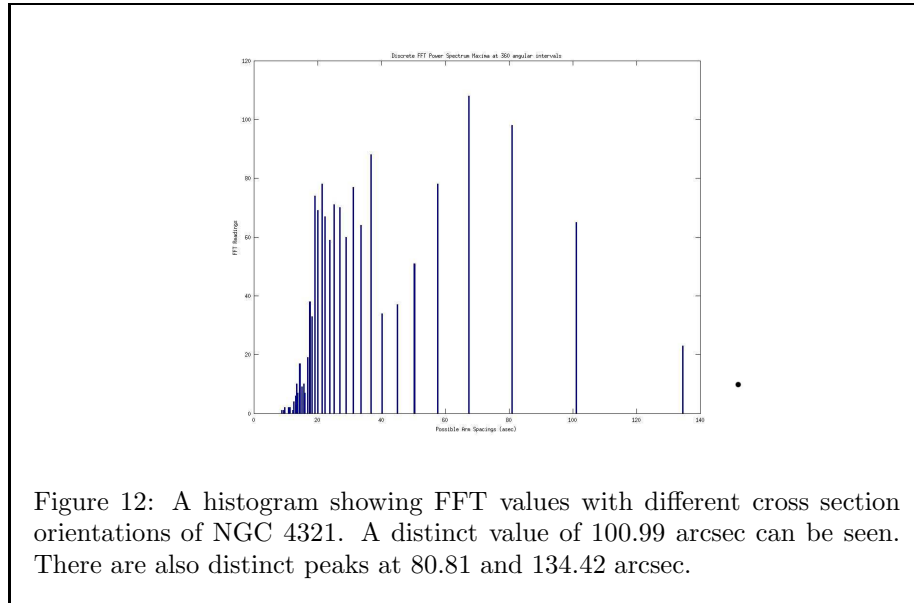 Discrete FFT Power Spectrum Maxima at 360 angular intervals
120
100
80
60
40
20
0
FFT Readings
0 20 40 60 80 100 120 140
Possible Arm Spacings (asec)
Figure 12: A histogram showing FFT values with different cross section
orientations of NGC 4321. A distinct value of 100.99 arcsec can be seen.
There are also distinct peaks at 80.81 and 134.42 arcsec.